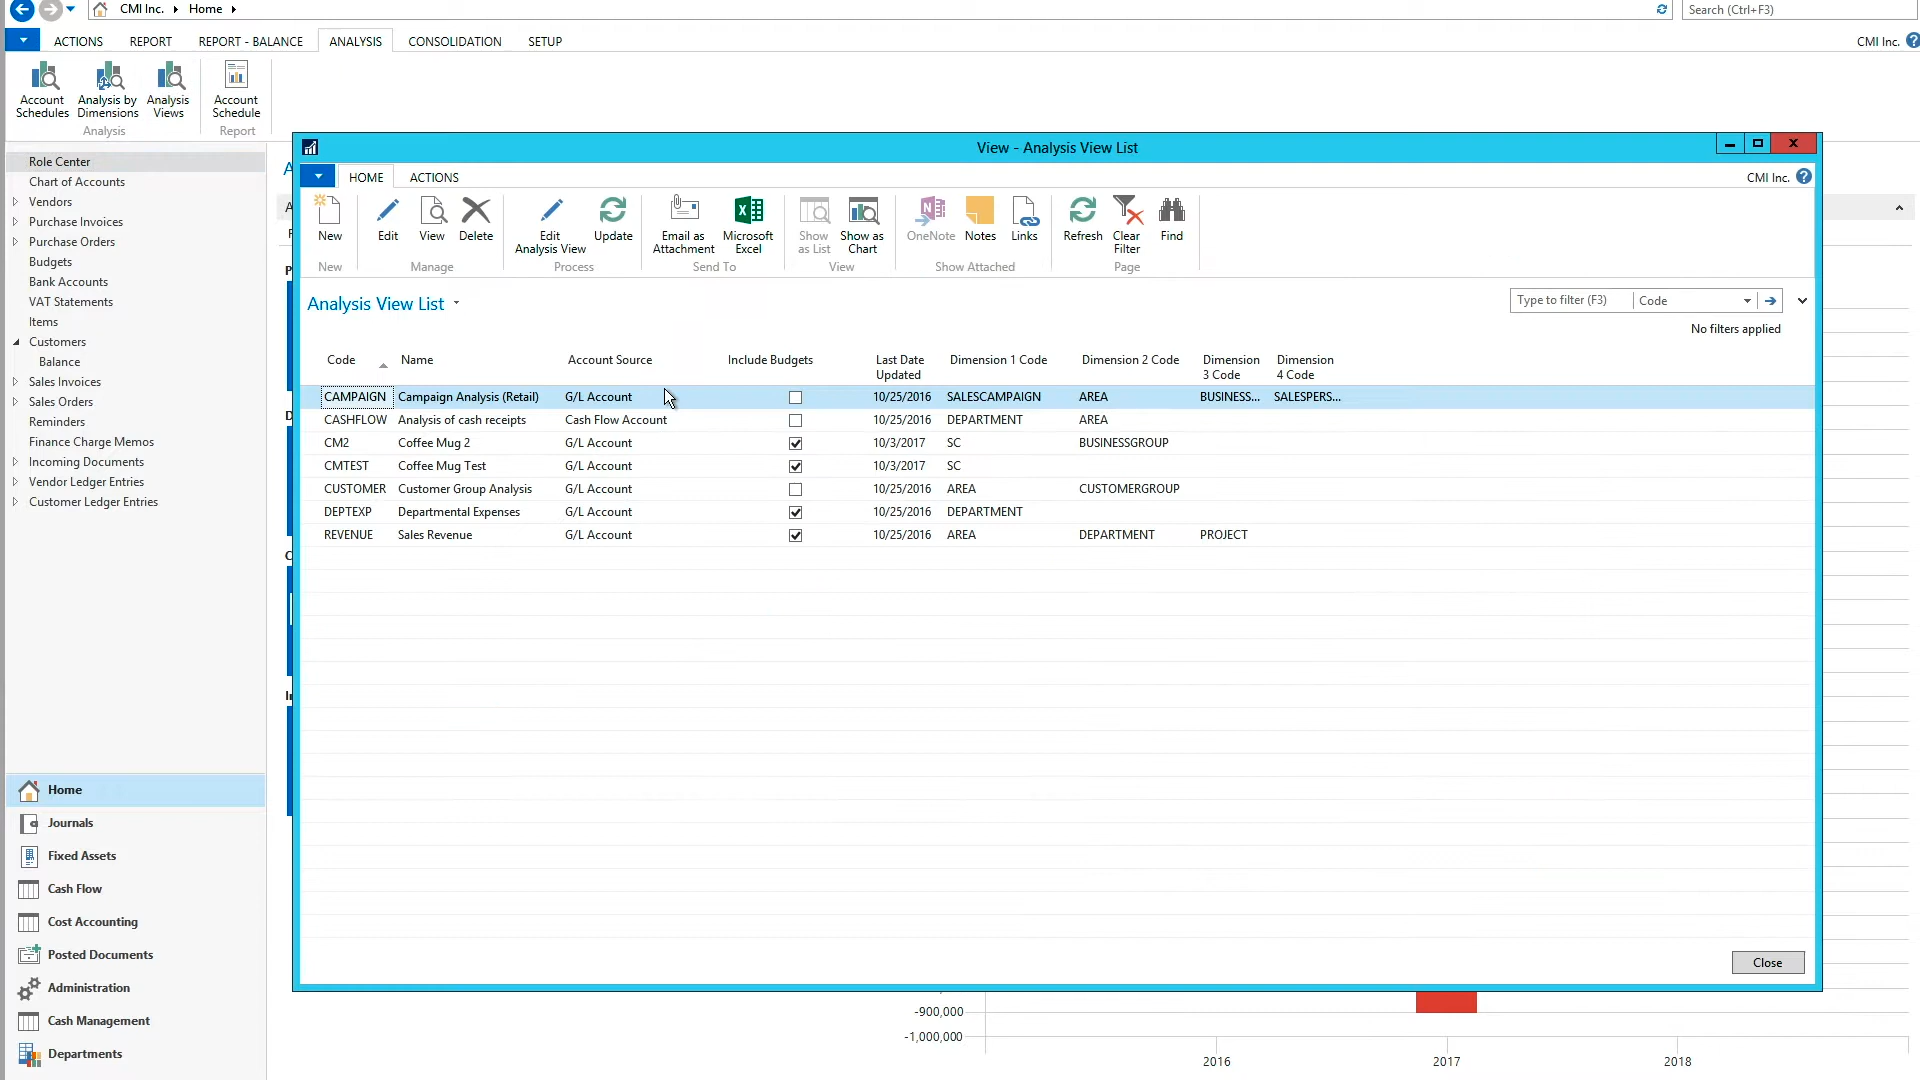 CMI Inc. Home
Search (Ctrl+F3)
ACTIONS REPORT REPORT - BALANCE ANALYSIS CONSOLIDATION SETUP
CMI Inc.
Account Schedules
Analysis by Dimensions
Analysis Views
Account Schedule
Analysis Report
Role Center
Chart of Accounts
Vendors
Purchase Invoices
Purchase Orders
Budgets
Bank Accounts
VAT Statements
Items
Customers
Balance
Sales Invoices
Sales Orders
Reminders
Finance Charge Memos
Incoming Documents
Vendor Ledger Entries
Customer Ledger Entries
Home
Journals
Fixed Assets
Cash Flow
Cost Accounting
Posted Documents
Administration
Cash Management
Departments
View - Analysis View List
HOME ACTIONS
CMI Inc.
New
Edit
View
Delete
Edit Analysis View
Update
Email as Attachment
Microsoft Excel
Show as List
Show as Chart
OneNote
Notes
Links
Refresh
Clear Filter
Find
New Manage Process Send To View Show Attached Page
Analysis View List
Type to filter (F3) Code
No filters applied
Code Name Account Source Include Budgets Last Date Updated Dimension 1 Code Dimension 2 Code Dimension 3 Code Dimension 4 Code
CAMPAIGN Campaign Analysis (Retail) G/L Account 10/25/2016 SALESCAMPAIGN AREA BUSINESS... SALESPERS...
CASHFLOW Analysis of cash receipts Cash Flow Account 10/25/2016 DEPARTMENT AREA
CM2 Coffee Mug 2 G/L Account 10/3/2017 SC BUSINESSGROUP
CMTEST Coffee Mug Test G/L Account 10/3/2017 SC
CUSTOMER Customer Group Analysis G/L Account 10/25/2016 AREA CUSTOMERGROUP
DEPTEXP Departmental Expenses G/L Account 10/25/2016 DEPARTMENT
REVENUE Sales Revenue G/L Account 10/25/2016 AREA DEPARTMENT PROJECT
Close
-900,000
-1,000,000
2016 2017 2018